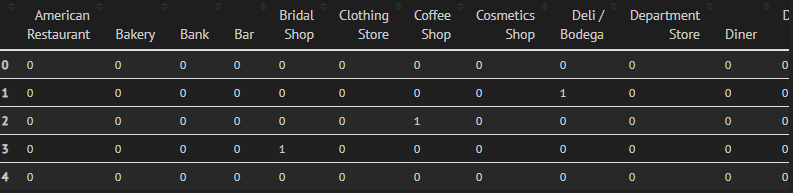 American Restaurant Bakery Bank Bar Bridal Shop Clothing Store Coffee Shop Cosmetics Shop Deli / Bodega Department Store Diner D
0 0 0 0 0 0 0 0 0 0 0 0 0
1 0 0 0 0 0 0 0 0 1 0 0 0
2 0 0 0 0 0 0 1 0 0 0 0 0
3 0 0 0 0 1 0 0 0 0 0 0 0
4 0 0 0 0 0 0 0 0 0 0 0 0